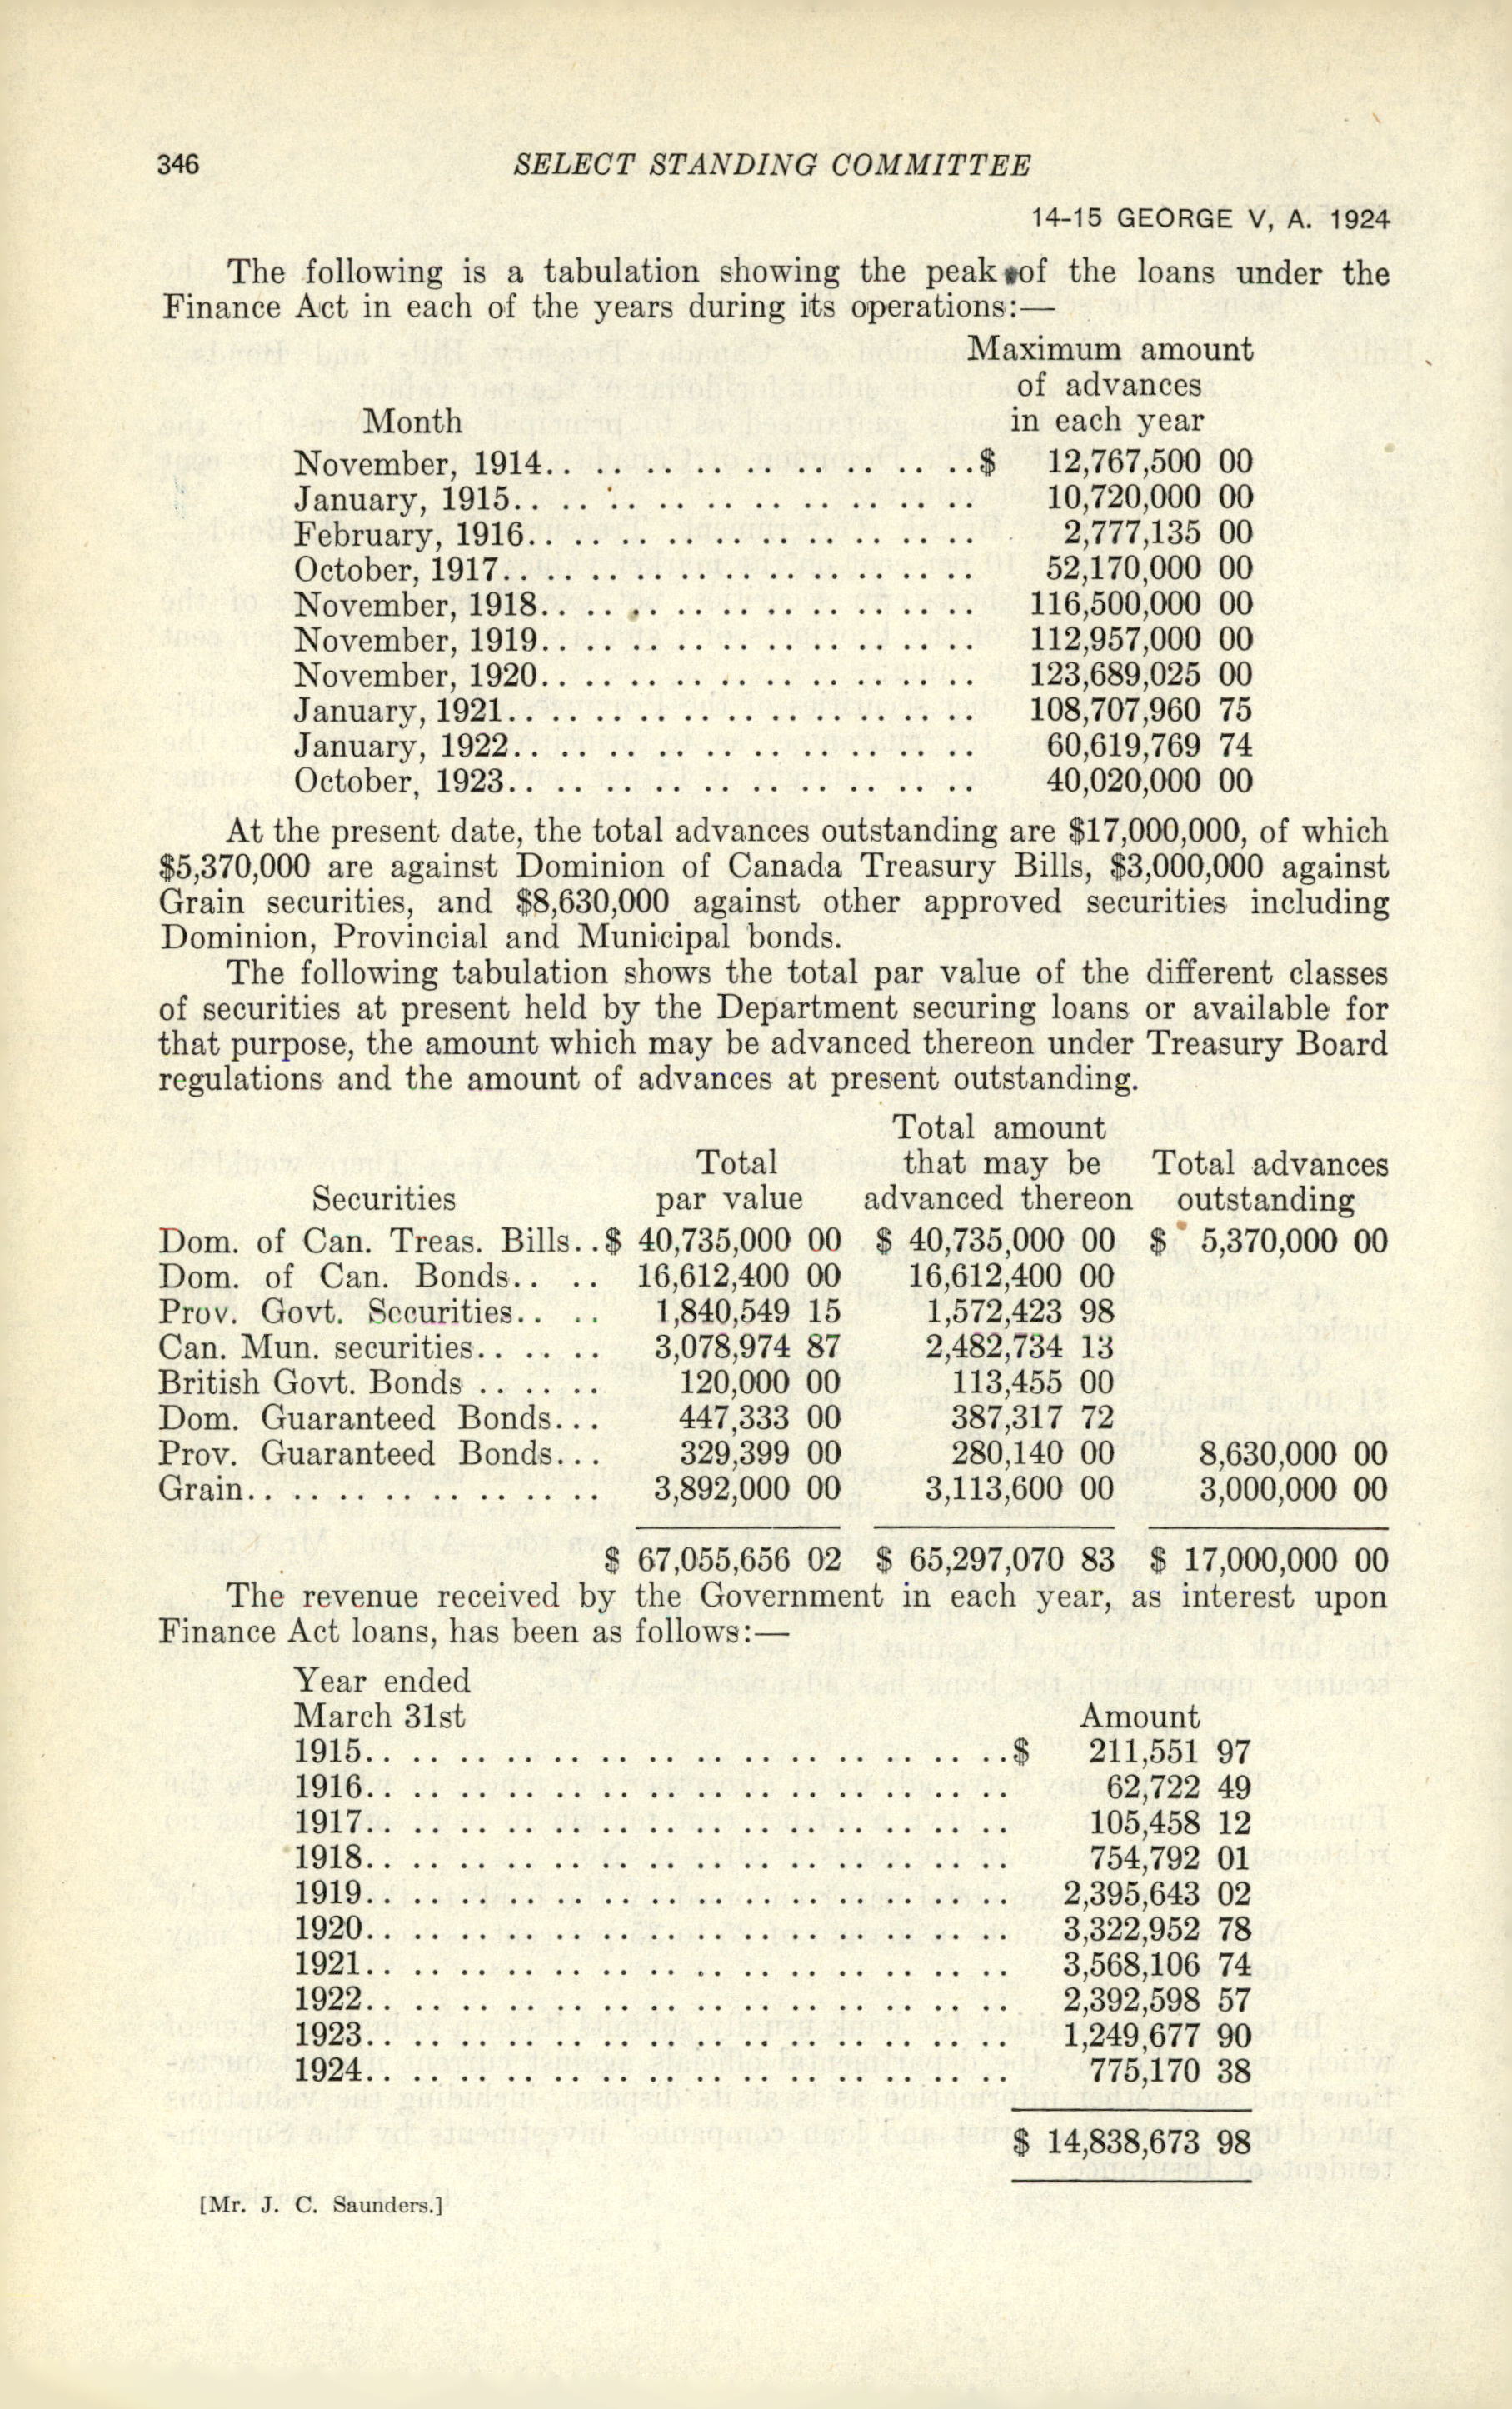 346 SELECT STANDING COMMITTEE
14-15 GEORGE V, A. 1924
The following is a tabulation showing the peak of the loans under the
Finance Act in each of the years during its operations:—
Maximum amount
of advances
Month in each year
November, 1914.. .. .. .. .. .. .. .. .. ..$ 12,767,500 00
January, 1915.. .. .. .. .. .. .. .. .. .. 10,720,000 00
February, 1916.. .. .. .. .. .. .. .. .. .. 2,777,135 00
October, 1917.. .. .. .. .. .. .. .. .. .. 52,170,000 00
November, 1918.. .. .. .. .. .. .. .. .. .. 116,500,000 00
November, 1919.. .. .. .. .. .. .. .. .. .. 112,957,000 00
November, 1920.. .. .. .. .. .. .. .. .. .. 123,689,025 00
January, 1921.. .. .. .. .. .. .. .. .. .. 108,707,960 75
January, 1922.. .. .. .. .. .. .. .. .. .. 60,619,769 74
October, 1923.. .. .. .. .. .. .. .. .. .. 40,020,000 00
At the present date, the total advances outstanding are $17,000,000, of which
$5,370,000 are against Dominion of Canada Treasury Bills, $3,000,000 against
Grain securities, and $8,630,000 against other approved securities including
Dominion, Provincial and Municipal bonds.
The following tabulation shows the total par value of the different classes
of securities at present held by the Department securing loans or available for
that purpose, the amount which may be advanced thereon under Treasury Board
regulations and the amount of advances at present outstanding.
Total amount
Total that may be Total advances
Securities par value advanced thereon outstanding
Dom. of Can. Treas. Bills..$ 40,735,000 00 $ 40,735,000 00 $ 5,370,000 00
Dom. of Can. Bonds.. .. 16,612,400 00 16,612,400 00
Prov. Govt. Securities.. .. 1,840,549 15 1,572,423 98
Can. Mun. securities.. .. .. 3,078,974 87 2,482,734 13
British Govt. Bonds .. .. .. 120,000 00 113,455 00
Dom. Guaranteed Bonds... 447,333 00 387,317 72
Prov. Guaranteed Bonds... 329,399 00 280,140 00 8,630,000 00
Grain.. .. .. .. .. .. .. .. 3,892,000 00 3,113,600 00 3,000,000 00
$ 67,055,656 02 $ 65,297,070 83 $ 17,000,000 00
The revenue received by the Government in each year, as interest upon
Finance Act loans, has been as follows:—
Year ended
March 31st Amount
1915.. .. .. .. .. .. .. .. .. .. .. .. .. ..$ 211,551 97
1916.. .. .. .. .. .. .. .. .. .. .. .. .. .. 62,722 49
1917.. .. .. .. .. .. .. .. .. .. .. .. .. .. 105,458 12
1918.. .. .. .. .. .. .. .. .. .. .. .. .. .. 754,792 01
1919.. .. .. .. .. .. .. .. .. .. .. .. .. .. 2,395,643 02
1920.. .. .. .. .. .. .. .. .. .. .. .. .. .. 3,322,952 78
1921.. .. .. .. .. .. .. .. .. .. .. .. .. .. 3,568,106 74
1922.. .. .. .. .. .. .. .. .. .. .. .. .. .. 2,392,598 57
1923.. .. .. .. .. .. .. .. .. .. .. .. .. .. 1,249,677 90
1924.. .. .. .. .. .. .. .. .. .. .. .. .. .. 775,170 38
$ 14,838,673 98
[Mr. J. C. Saunders.]